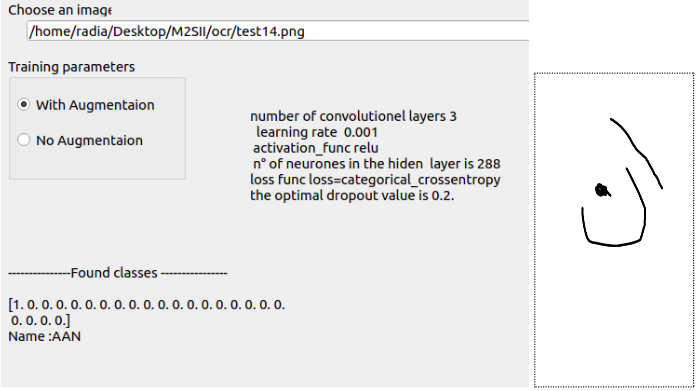 Choose an image
/home/radia/Desktop/M2SII/ocr/test14.png
Training parameters
With Augmentaion
No Augmentaion
number of convolutionel layers 3
learning rate 0.001
activation_func relu
n° of neurones in the hiden layer is 288
loss func loss=categorical_crossentropy
the optimal dropout value is 0.2.
---------------Found classes ----------------
[1. 0. 0. 0. 0. 0. 0. 0. 0. 0. 0. 0. 0. 0. 0. 0. 0. 0. 0.
0. 0. 0. 0.]
Name :AAN